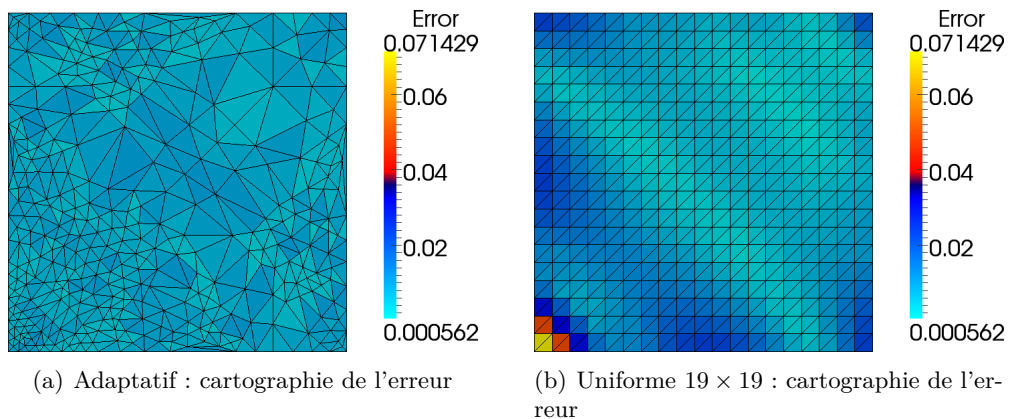 Error
0.071429
0.06
0.04
0.02
0.000562
(a) Adaptatif : cartographie de l'erreur
Error
0.071429
0.06
0.04
0.02
0.000562
(b) Uniforme 19 × 19 : cartographie de l'er-
reur